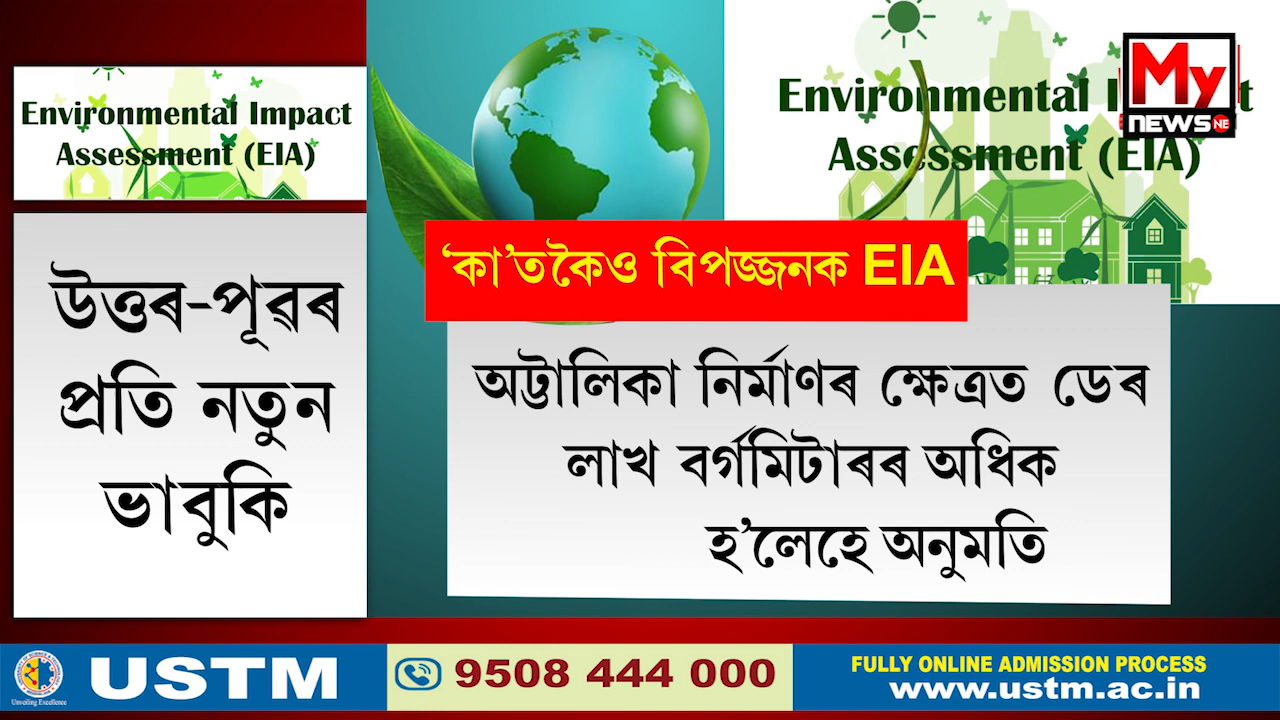 Environmental Impact
Assessment (EIA)
উত্তৰ-পূৱৰ
প্ৰতি নতুন
ভাবুকি
Environmental I ct
Assessment (EIA)
My
NEWS NE
‘কা’তকৈও বিপজ্জনক EIA
অট্টালিকা নিৰ্মাণৰ ক্ষেত্ৰত ডেৰ
লাখ বৰ্গমিটাৰৰ অধিক
হ’লেহে অনুমতি
USTM
Unveiling Excellence
9508 444 000
FULLY ONLINE ADMISSION PROCESS
www.ustm.ac.in